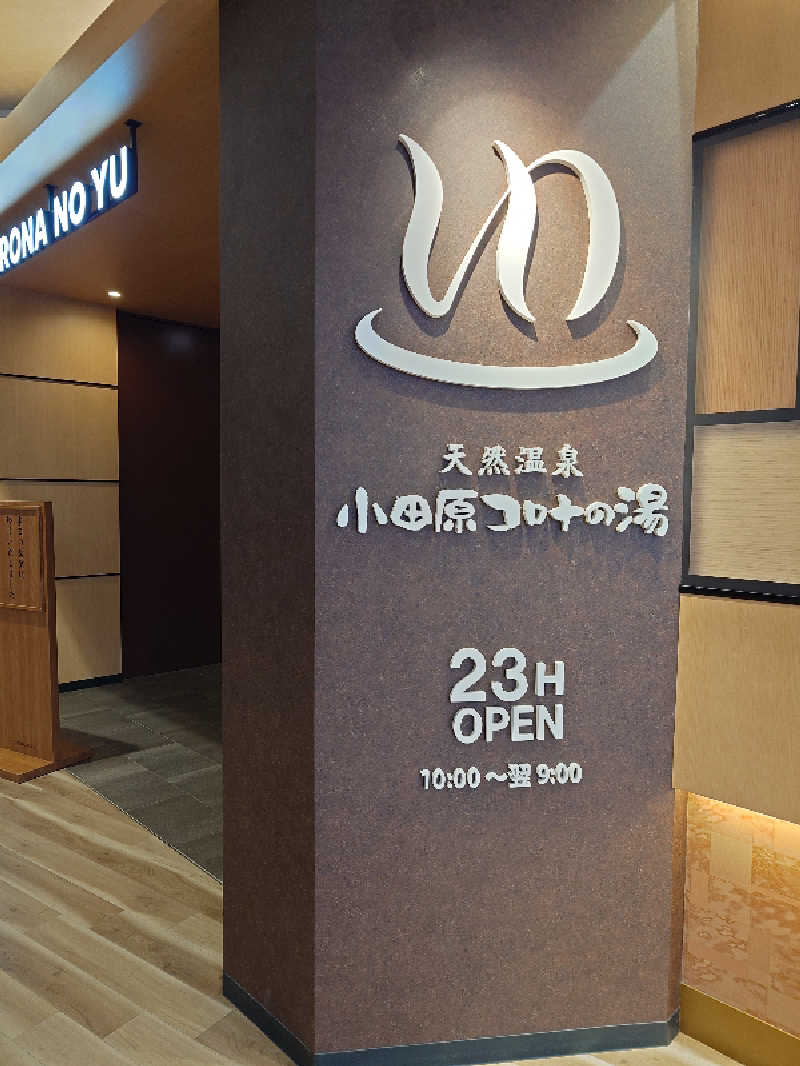 RONA NO YU
ゆ
天然温泉
小田原コロナの湯
23H
OPEN
10:00～翌9:00